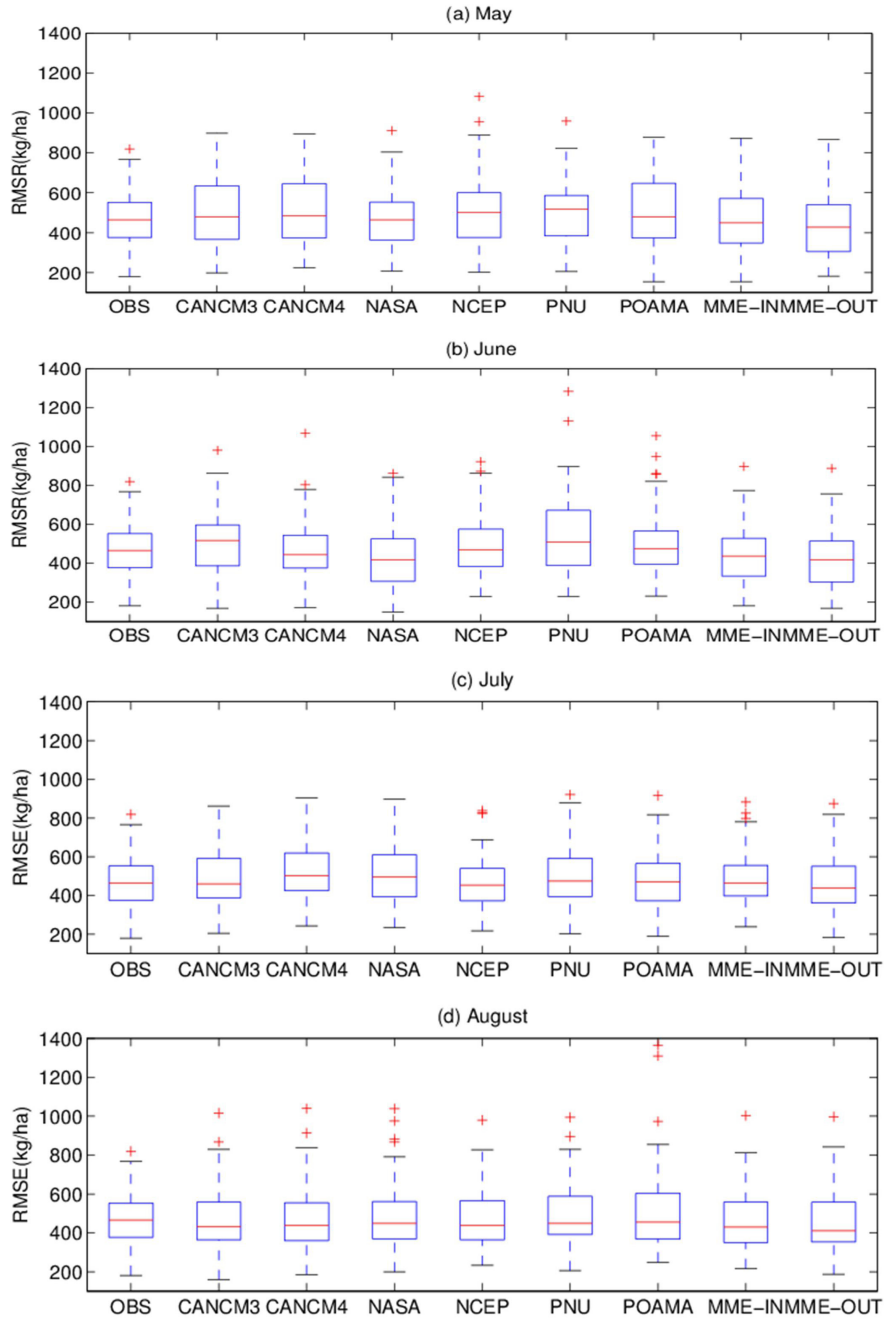 (a) May
RMSR(kg/ha)
1400
1200
1000
800
600
400
200
OBS CANCM3 CANCM4 NASA NCEP PNU POAMA MME-IN MME-OUT
(b) June
RMSR(kg/ha)
1400
1200
1000
800
600
400
200
OBS CANCM3 CANCM4 NASA NCEP PNU POAMA MME-IN MME-OUT
(c) July
RMSE(kg/ha)
1400
1200
1000
800
600
400
200
OBS CANCM3 CANCM4 NASA NCEP PNU POAMA MME-IN MME-OUT
(d) August
RMSE(kg/ha)
1400
1200
1000
800
600
400
200
OBS CANCM3 CANCM4 NASA NCEP PNU POAMA MME-IN MME-OUT